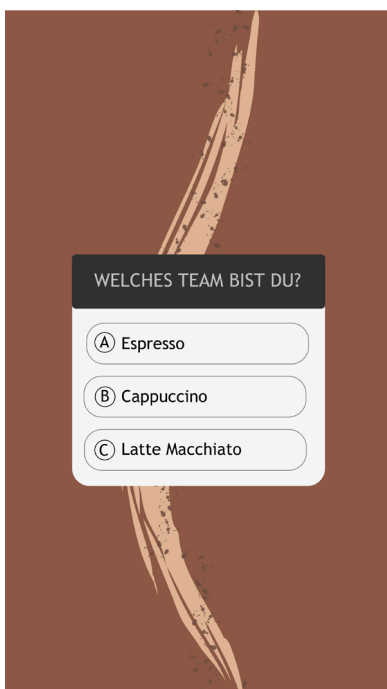 WELCHES TEAM BIST DU?
A Espresso
B Cappuccino
C Latte Macchiato